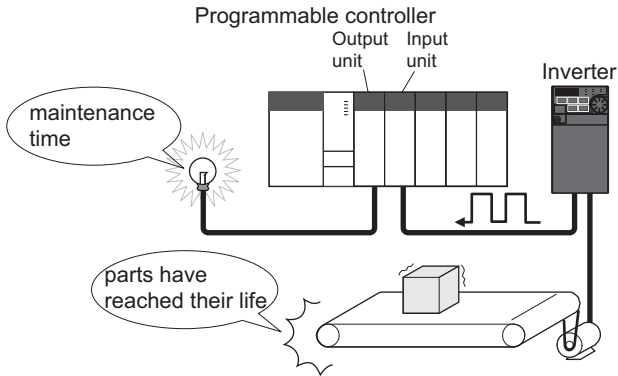 Programmable controller
Output
unit
Input
unit
Inverter
maintenance
time
parts have
reached their life